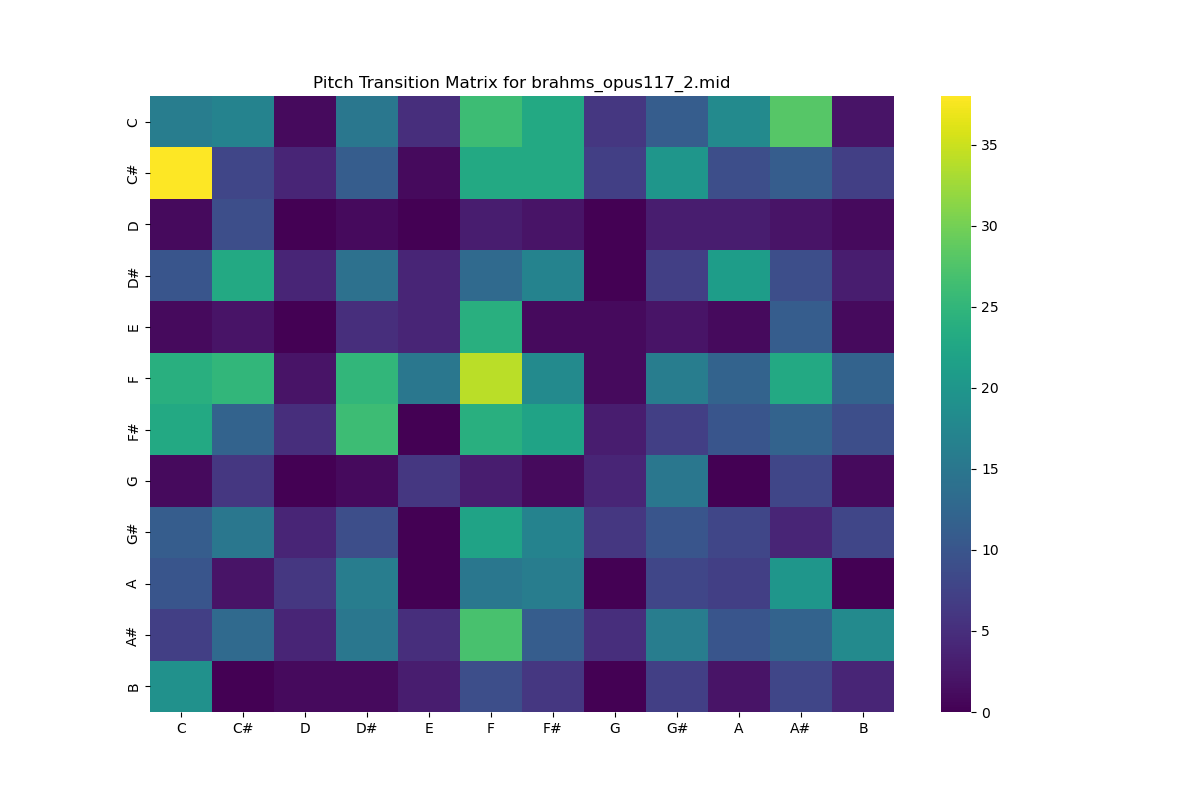 Pitch Transition Matrix for brahms_opus117_2.mid
C
C#
D
D#
E
F
F#
G
G#
A
A#
B
C C# D D# E F F# G G# A A# B
35
30
25
20
15
10
5
0